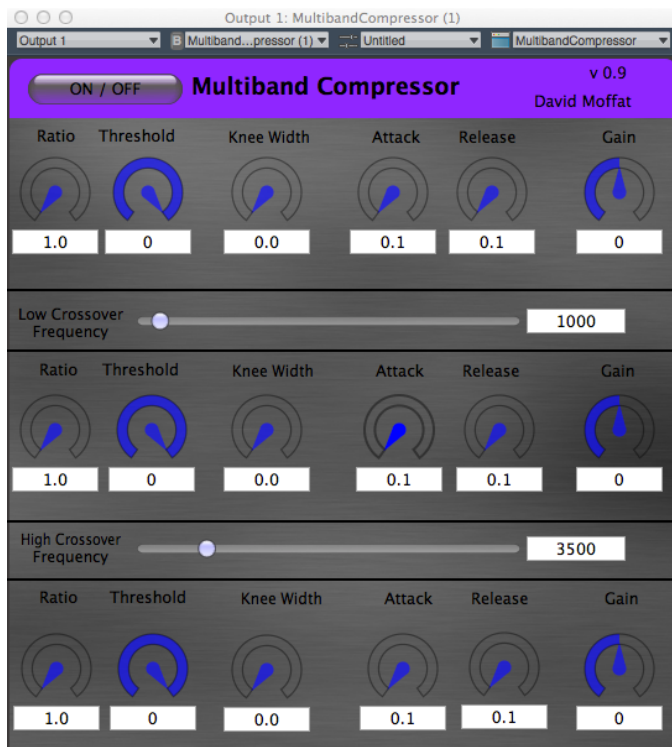 Output 1: MultibandCompressor (1)
Output 1 B Multiband...pressor (1) Untitled MultibandCompressor
ON / OFF Multiband Compressor v 0.9
David Moffat
Ratio Threshold Knee Width Attack Release Gain
1.0 0 0.0 0.1 0.1 0
Low Crossover
Frequency
1000
Ratio Threshold Knee Width Attack Release Gain
1.0 0 0.0 0.1 0.1 0
High Crossover
Frequency
3500
Ratio Threshold Knee Width Attack Release Gain
1.0 0 0.0 0.1 0.1 0